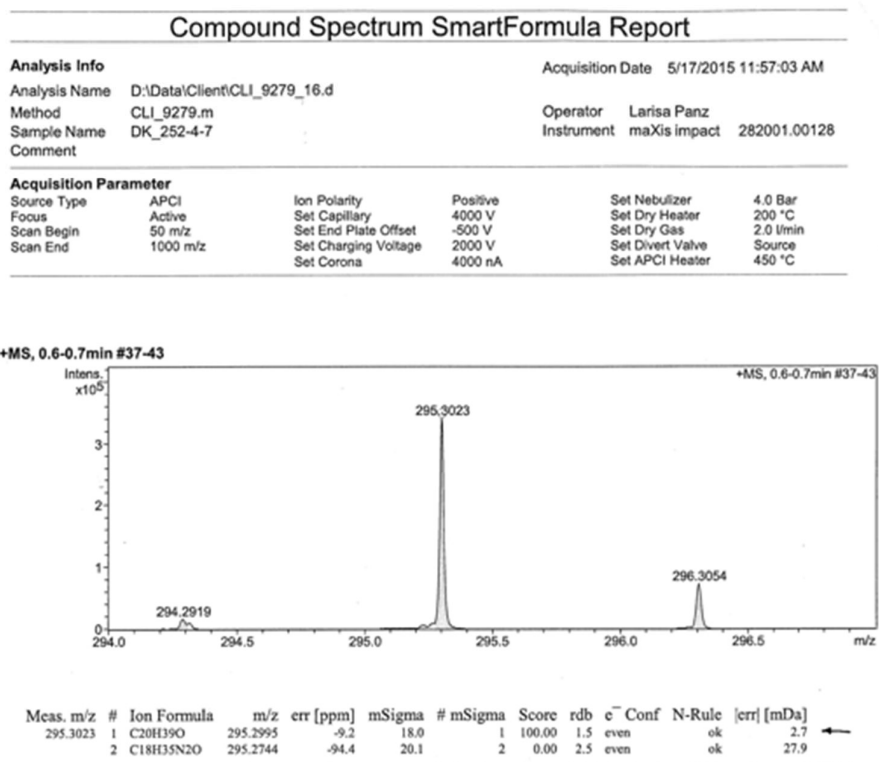 Compound Spectrum SmartFormula Report
Analysis Info
Acquisition Date 5/17/2015 11:57:03 AM
Analysis Name D:\Data\Client\CLI_9279_16.d
Method CLI_9279.m
Operator Larisa Panz
Sample Name DK_252-4-7
Instrument maXis impact 282001.00128
Comment
Acquisition Parameter
Source Type APCI Ion Polarity Positive Set Nebulizer 4.0 Bar
Focus Active Set Capillary 4000 V Set Dry Heater 200 °C
Scan Begin 50 m/z Set End Plate Offset -500 V Set Dry Gas 2.0 l/min
Scan End 1000 m/z Set Charging Voltage 2000 V Set Divert Valve Source
Set Corona 4000 nA Set APCI Heater 450 °C
+MS, 0.6-0.7min #37-43
Intens.
x10⁵
+MS, 0.6-0.7min #37-43
295.3023
3
2
1
296.3054
294.2919
0
294.0 294.5 295.0 295.5 296.0 296.5 m/z
Meas. m/z # Ion Formula m/z err [ppm] mSigma # mSigma Score rdb e⁻ Conf N-Rule |err| [mDa]
295.3023 1 C20H39O 295.2995 -9.2 18.0 1 100.00 1.5 even ok 2.7
2 C18H35N2O 295.2744 -94.4 20.1 2 0.00 2.5 even ok 27.9